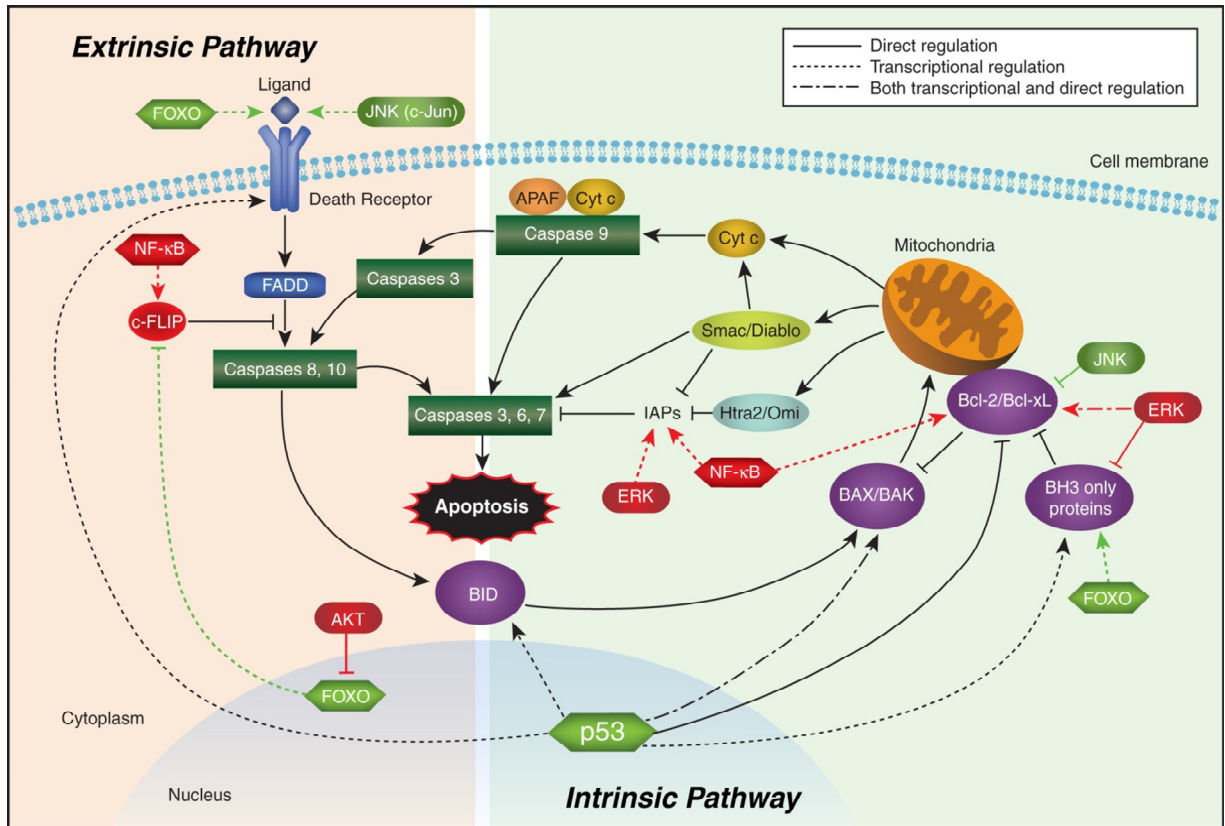 Extrinsic Pathway
Direct regulation
Transcriptional regulation
Both transcriptional and direct regulation
Ligand
FOXO
JNK (c-Jun)
Cell membrane
Death Receptor
APAF
Cyt c
Caspase 9
Cyt c
Mitochondria
NF-κB
FADD
Caspases 3
c-FLIP
Smac/Diablo
Caspases 8, 10
JNK
Bcl-2/Bcl-xL
ERK
Caspases 3, 6, 7
IAPs
Htra2/Omi
NF-κB
ERK
Apoptosis
BAX/BAK
BH3 only
proteins
BID
FOXO
AKT
FOXO
Cytoplasm
p53
Nucleus
Intrinsic Pathway